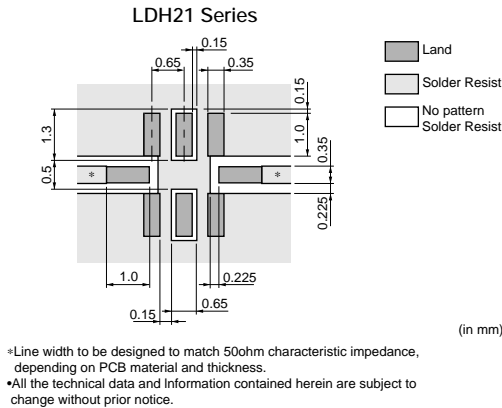 LDH21 Series
0.15
0.65
0.35
0.15
1.3
1.0
0.35
0.5
*
*
0.225
1.0
0.225
0.15
0.65
Land
Solder Resist
No pattern
Solder Resist
(in mm)
*Line width to be designed to match 50ohm characteristic impedance,
depending on PCB material and thickness.
•All the technical data and Information contained herein are subject to
change without prior notice.